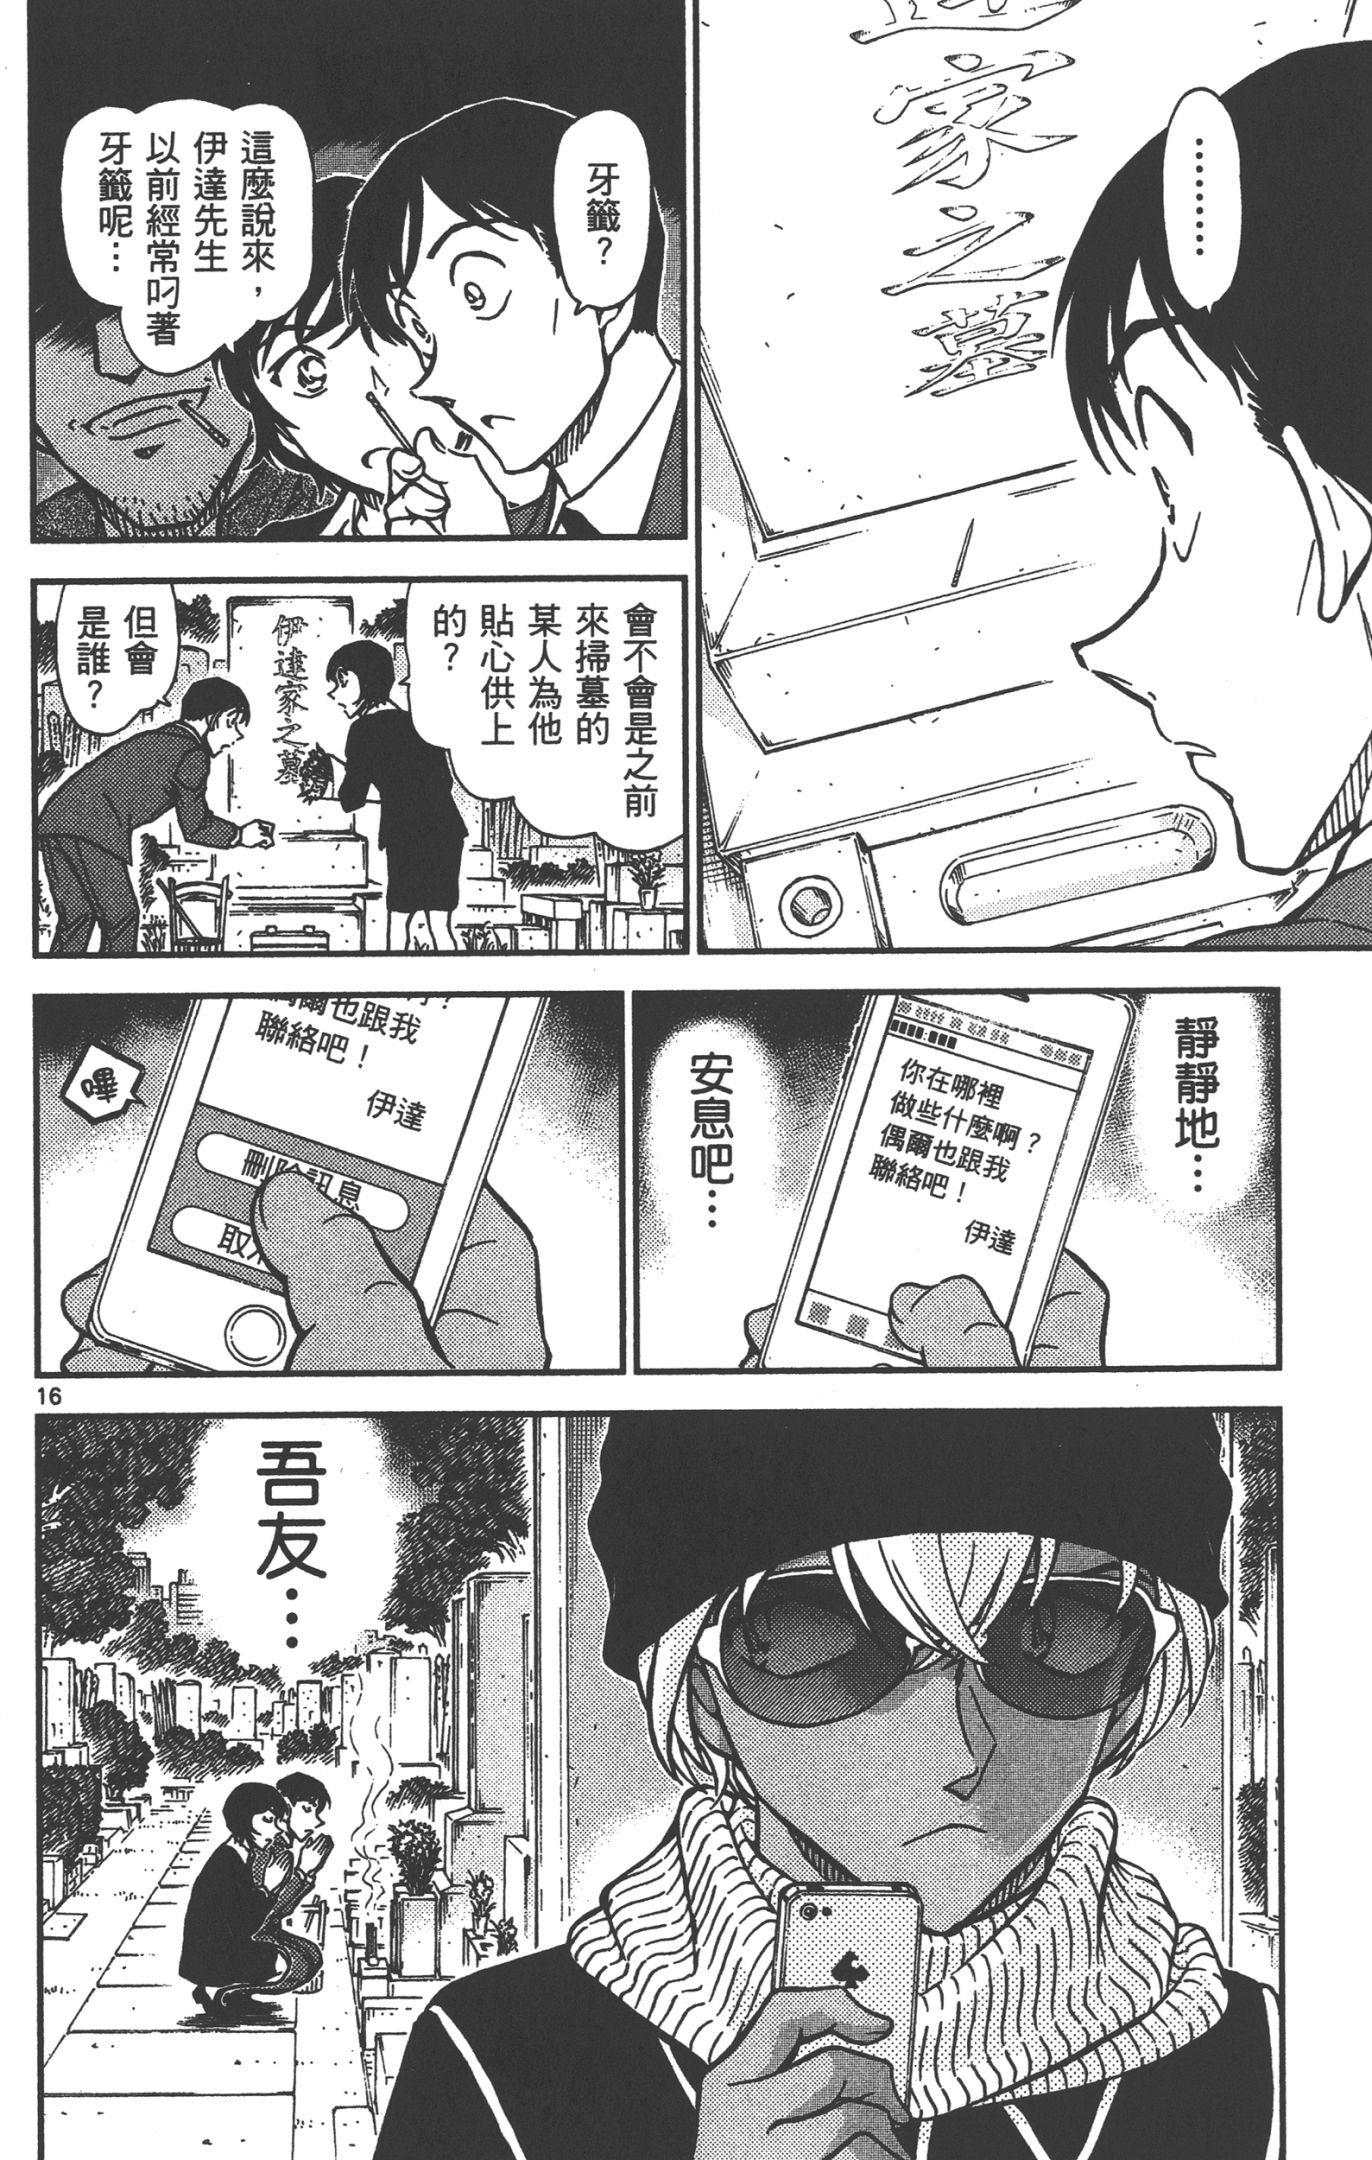 ………
家之墓
牙籤？
這麼說來，
伊達先生
以前經常叼著
牙籤呢…
會不會是之前
來掃墓的
某人為他
貼心供上
的？
伊達家之墓
但會
是誰？
靜靜地…
你在哪裡
做些什麼啊？
偶爾也跟我
聯絡吧！
伊達
安息吧…
偶爾也跟我
聯絡吧！
伊達
刪除訊息
取消
嗶
16
吾友…